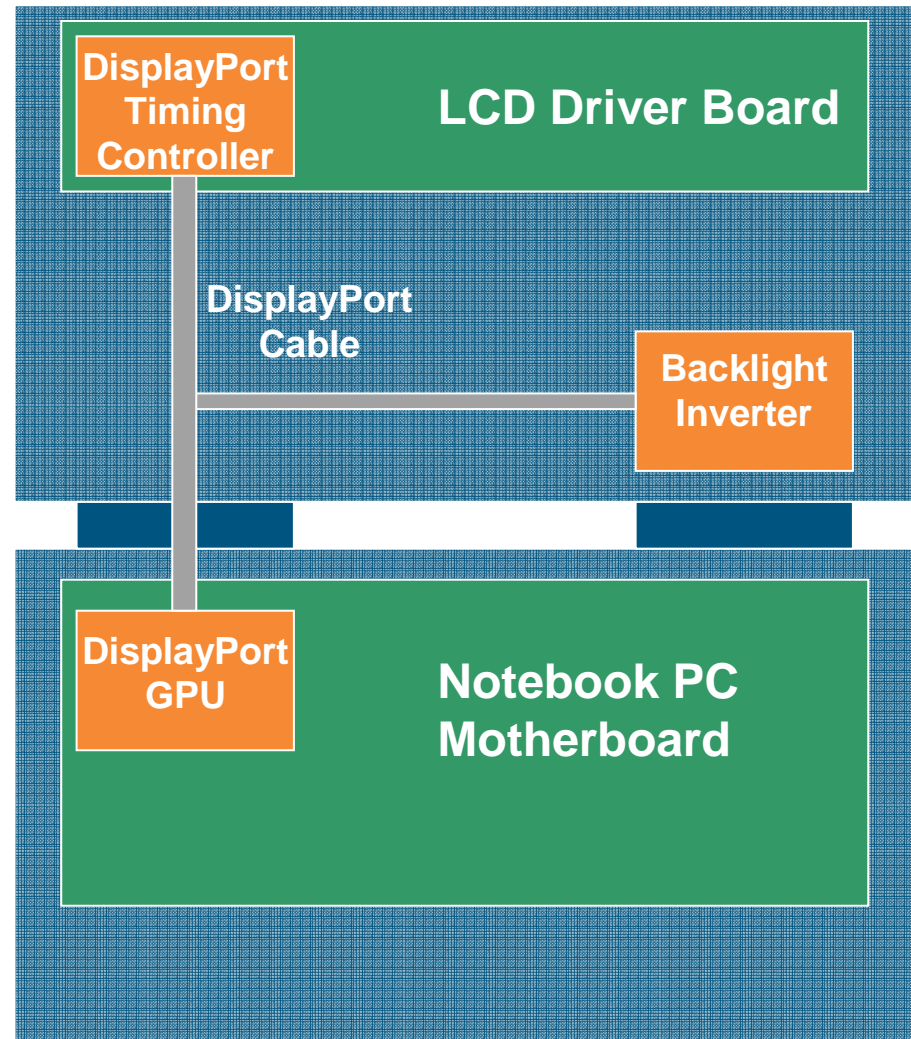 DisplayPort
Timing
Controller
LCD Driver Board
DisplayPort
Cable
Backlight
Inverter
DisplayPort
GPU
Notebook PC
Motherboard